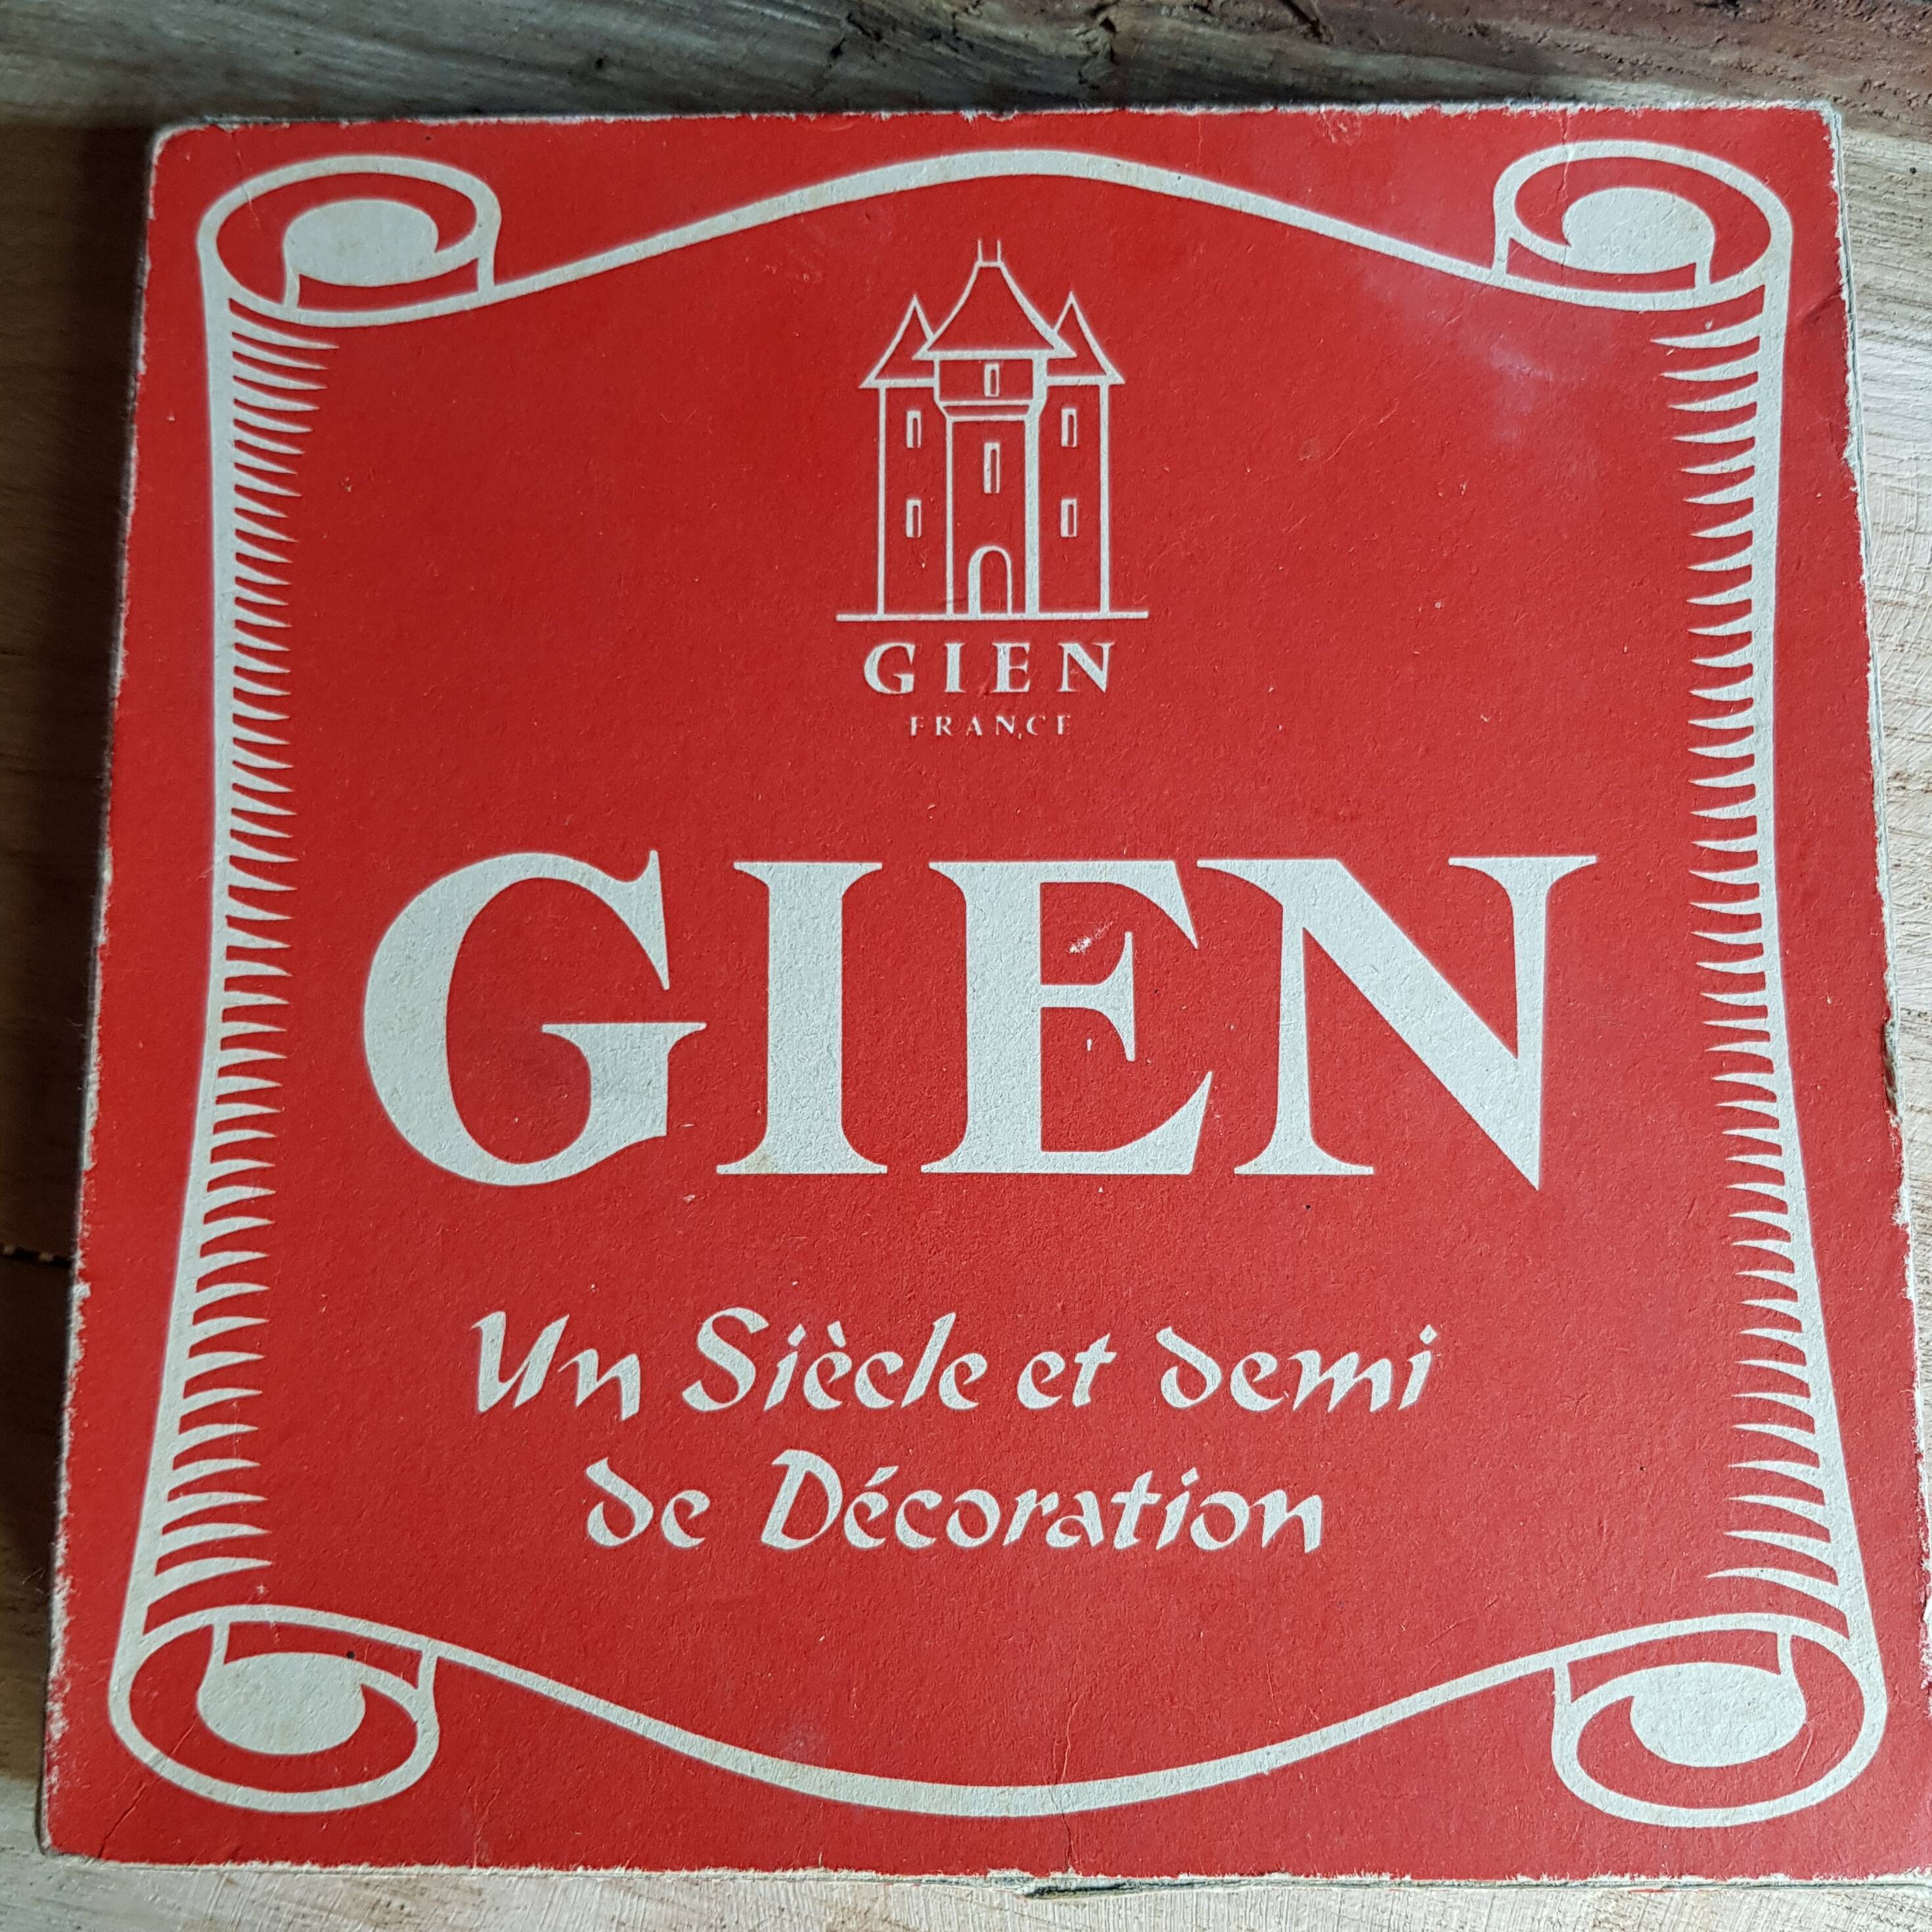 GIEN
FRANCE
GIEN
Un Siècle et demi
de Décoration